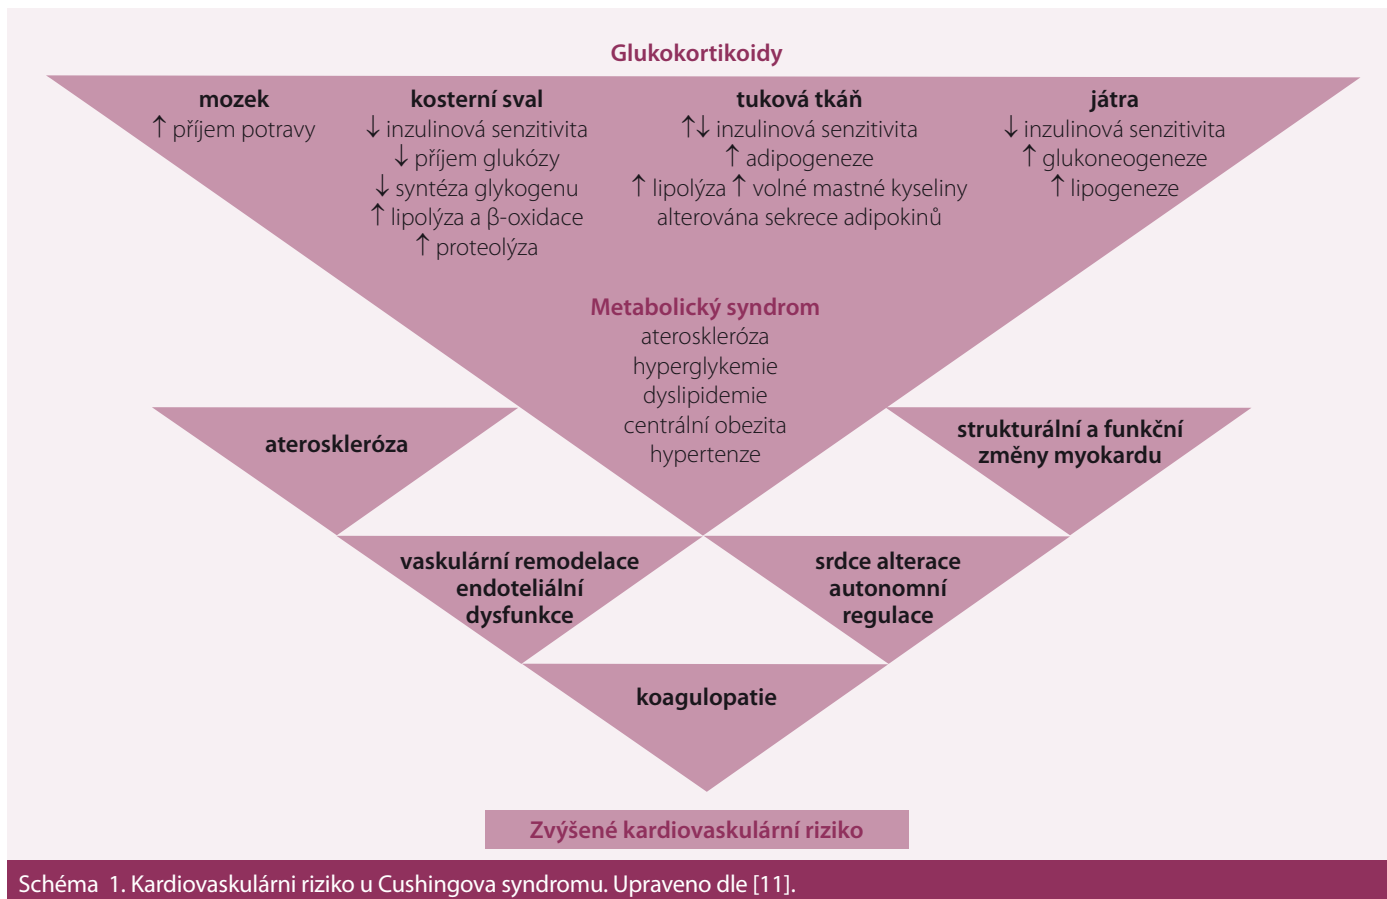 Glukokortikoidy
mozek
↑ příjem potravy
kosterní sval
↓ inzulinová senzitivita
↓ příjem glukózy
↓ syntéza glykogenu
↑ lipolýza a β-oxidace
↑ proteolýza
tuková tkáň
↑↓ inzulinová senzitivita
↑ adipogeneze
↑ lipolýza ↑ volné mastné kyseliny
alterována sekrece adipokinů
játra
↓ inzulinová senzitivita
↑ glukoneogeneze
↑ lipogeneze
Metabolický syndrom
ateroskleróza
hyperglykemie
dyslipidemie
centrální obezita
hypertenze
ateroskleróza
strukturální a funkční
změny myokardu
vaskulární remodelace
endoteliální
dysfunkce
srdce alterace
autonomní
regulace
koagulopatie
Zvýšené kardiovaskulární riziko
Schéma 1. Kardiovaskulárni riziko u Cushingova syndromu. Upraveno dle [11].